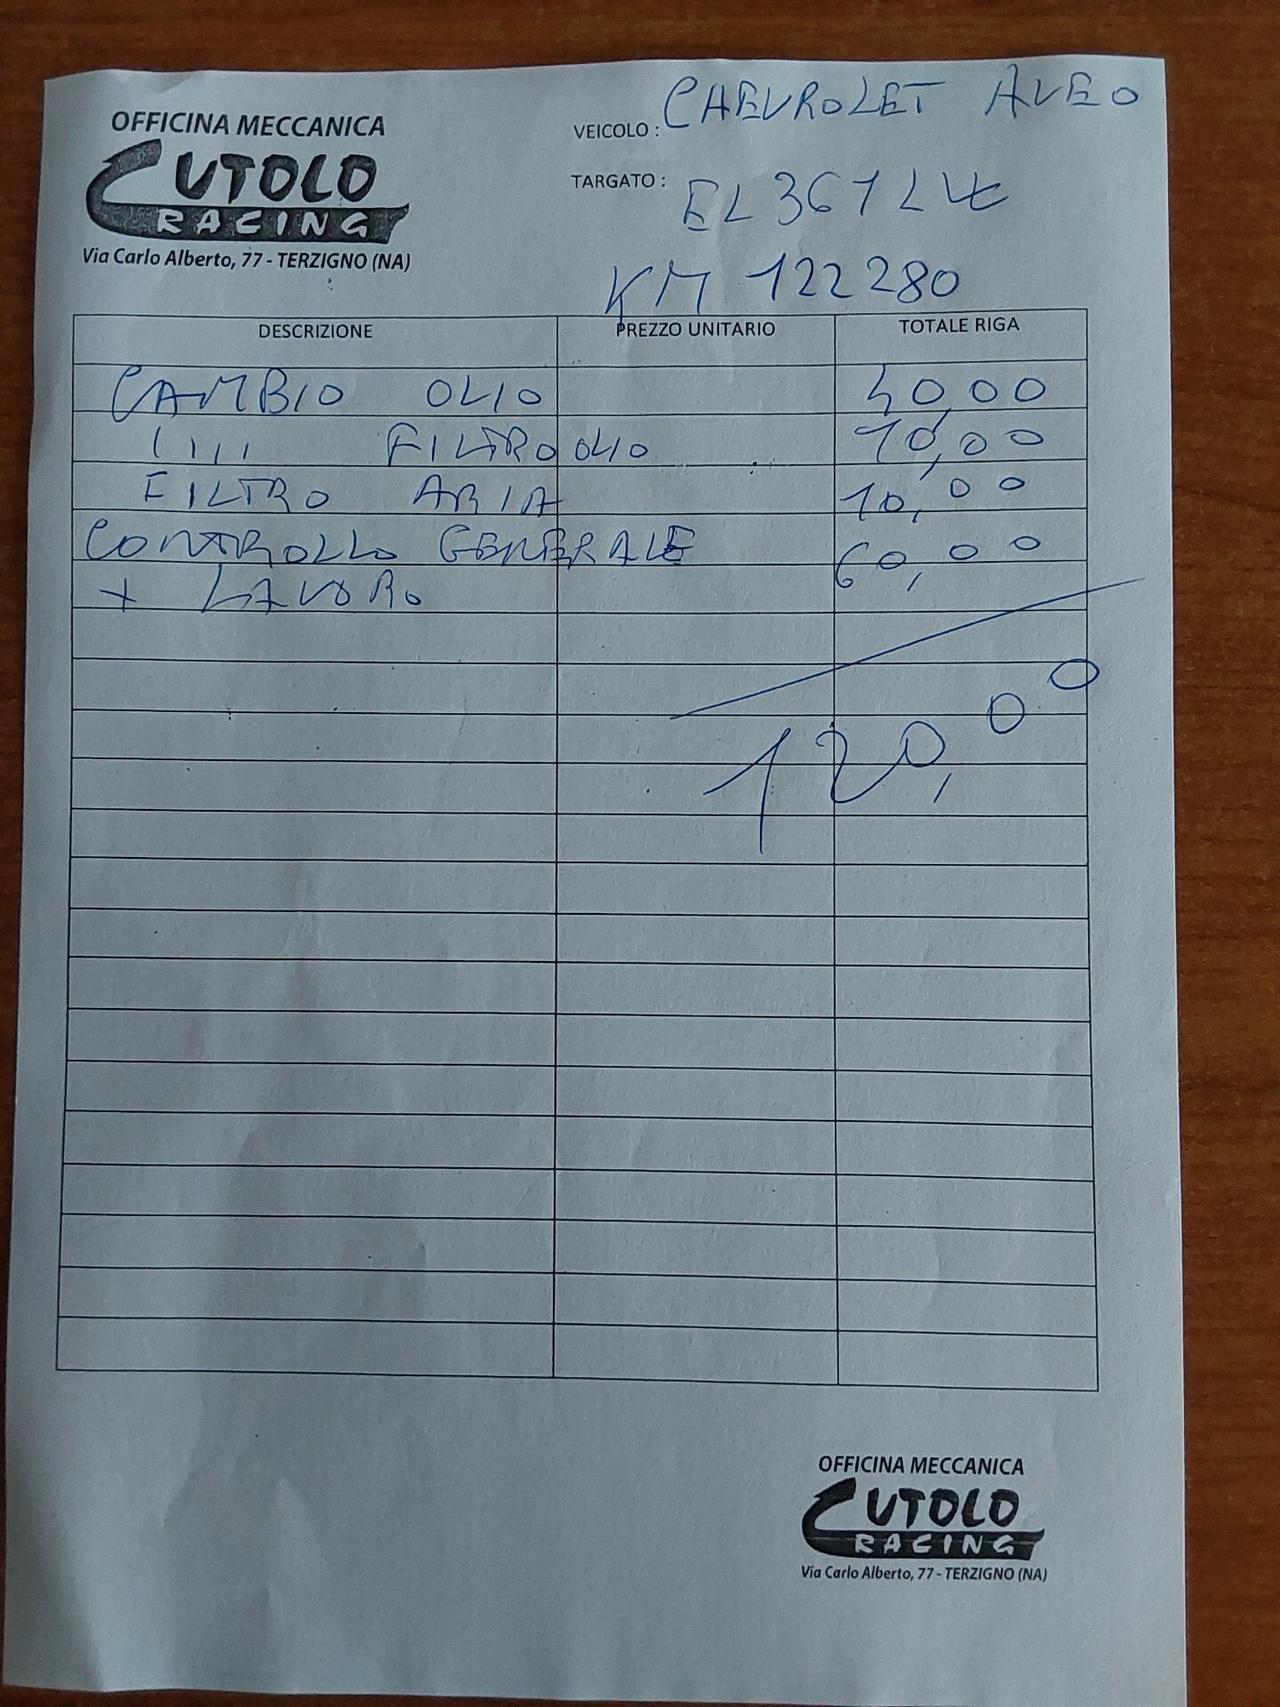 OFFICINA MECCANICA
CUTOLO
RACING
Via Carlo Alberto, 77 - TERZIGNO (NA)
VEICOLO : CHEVROLET AVEO
TARGATO : EL367L
KM 122280
DESCRIZIONE PREZZO UNITARIO TOTALE RIGA
CAMBIO OLIO 40,00
'''' FILTRO OLIO 10,00
FILTRO ARIA 10,00
CONTROLLO GENERALE 60,00
+ LAVORO
120,00
OFFICINA MECCANICA
CUTOLO
RACING
Via Carlo Alberto, 77 - TERZIGNO (NA)